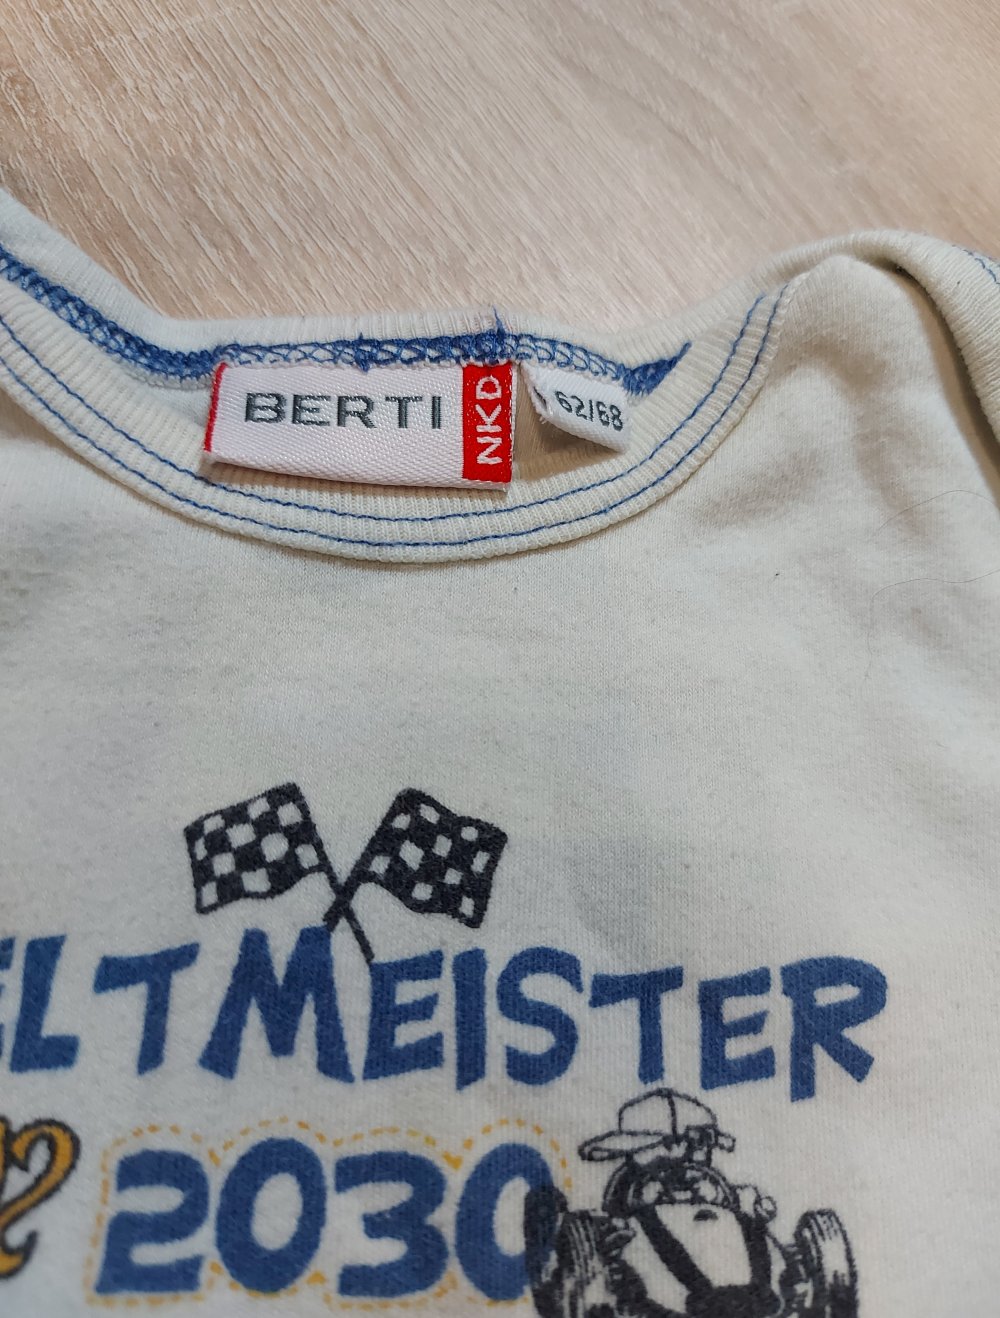 BERTI
NKD
62/68
ELTMEISTER
2030